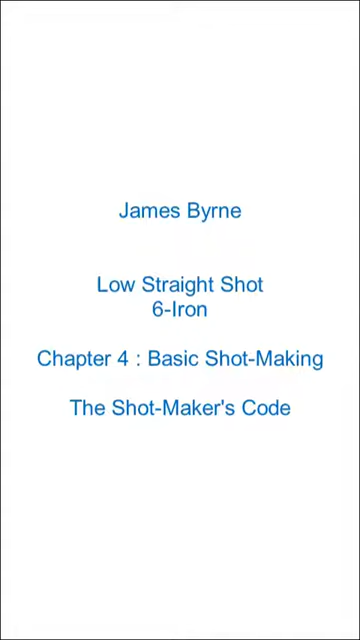 James Byrne
Low Straight Shot
6-Iron
Chapter 4 : Basic Shot-Making
The Shot-Maker's Code